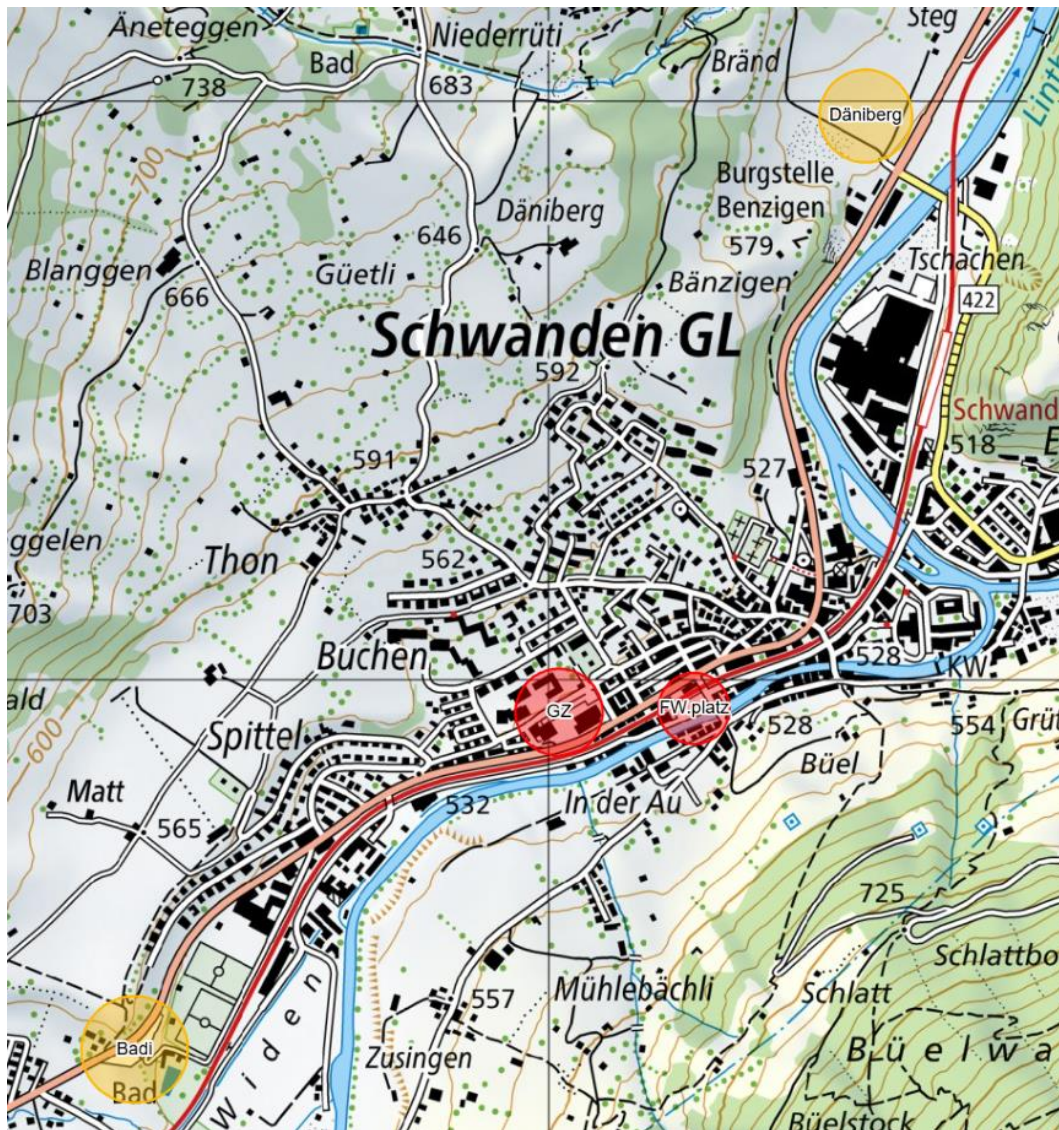 Äneteggen
Niederrüti
Steg
Bad
Bränd
738
683
Däniberg
Linth
700
Burgstelle
Benzigen
Däniberg
646
579
Tschachen
Blanggen
Güetli
Bänzigen
666
422
Schwanden GL
592
Schwand
518
E
591
527
ggelen
Thon
562
703
Buchen
528
KW
ald
GZ
FW.platz
600
Spittel
528
554
Grü
Büel
Matt
532
In der Au
565
725
Schlattbo
557
Mühlebächli
Schlatt
Widen
Zusingen
Badi
Bad
Büelwa
Büelstock